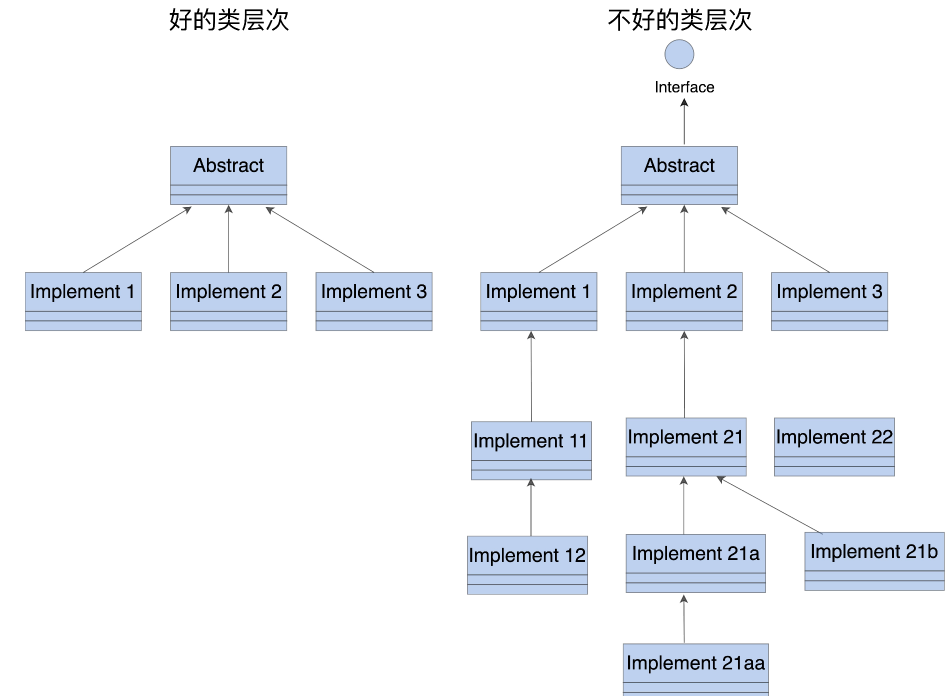 好的类层次
Abstract
Implement 1
Implement 2
Implement 3
不好的类层次
Interface
Abstract
Implement 1
Implement 2
Implement 3
Implement 11
Implement 21
Implement 22
Implement 12
Implement 21a
Implement 21b
Implement 21aa